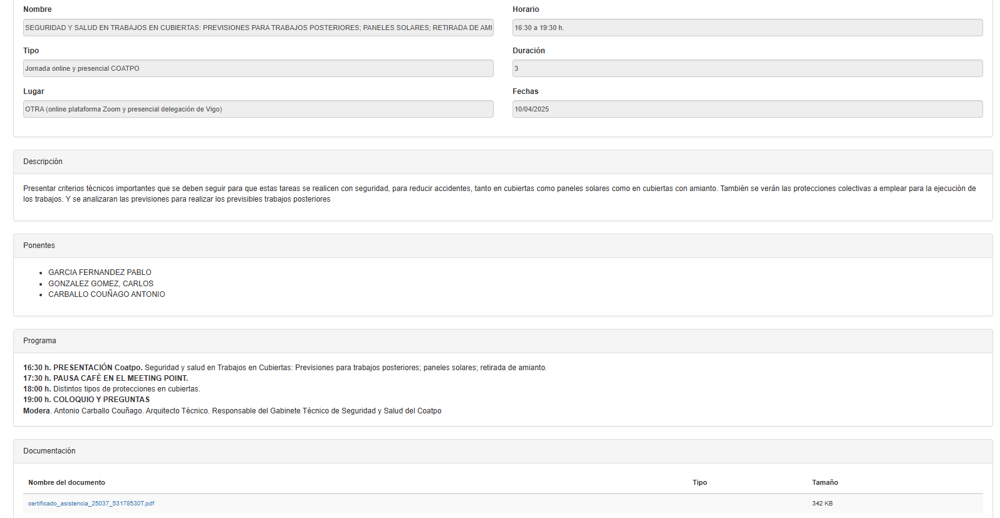 Nombre
SEGURIDAD Y SALUD EN TRABAJOS EN CUBIERTAS: PREVISIONES PARA TRABAJOS POSTERIORES; PANELES SOLARES; RETIRADA DE AMI
Horario
16:30 a 19:30 h.
Tipo
Jornada online y presencial COATPO
Duración
3
Lugar
OTRA (online plataforma Zoom y presencial delegación de Vigo)
Fechas
10/04/2025
Descripción
Presentar criterios técnicos importantes que se deben seguir para que estas tareas se realicen con seguridad, para reducir accidentes, tanto en cubiertas como paneles solares como en cubiertas con amianto. También se verán las protecciones colectivas a emplear para la ejecución de
los trabajos. Y se analizaran las previsiones para realizar los previsibles trabajos posteriores
Ponentes
• GARCIA FERNANDEZ PABLO
• GONZALEZ GOMEZ, CARLOS
• CARBALLO COUÑAGO ANTONIO
Programa
16:30 h. PRESENTACIÓN Coatpo. Seguridad y salud en Trabajos en Cubiertas: Previsiones para trabajos posteriores; paneles solares; retirada de amianto.
17:30 h. PAUSA CAFÉ EN EL MEETING POINT.
18:00 h. Distintos tipos de protecciones en cubiertas.
19:00 h. COLOQUIO Y PREGUNTAS
Modera. Antonio Carballo Couñago. Arquitecto Técnico. Responsable del Gabinete Técnico de Seguridad y Salud del Coatpo
Documentación
Nombre del documento Tipo Tamaño
certificado_asistencia_25037_53178530T.pdf 342 KB